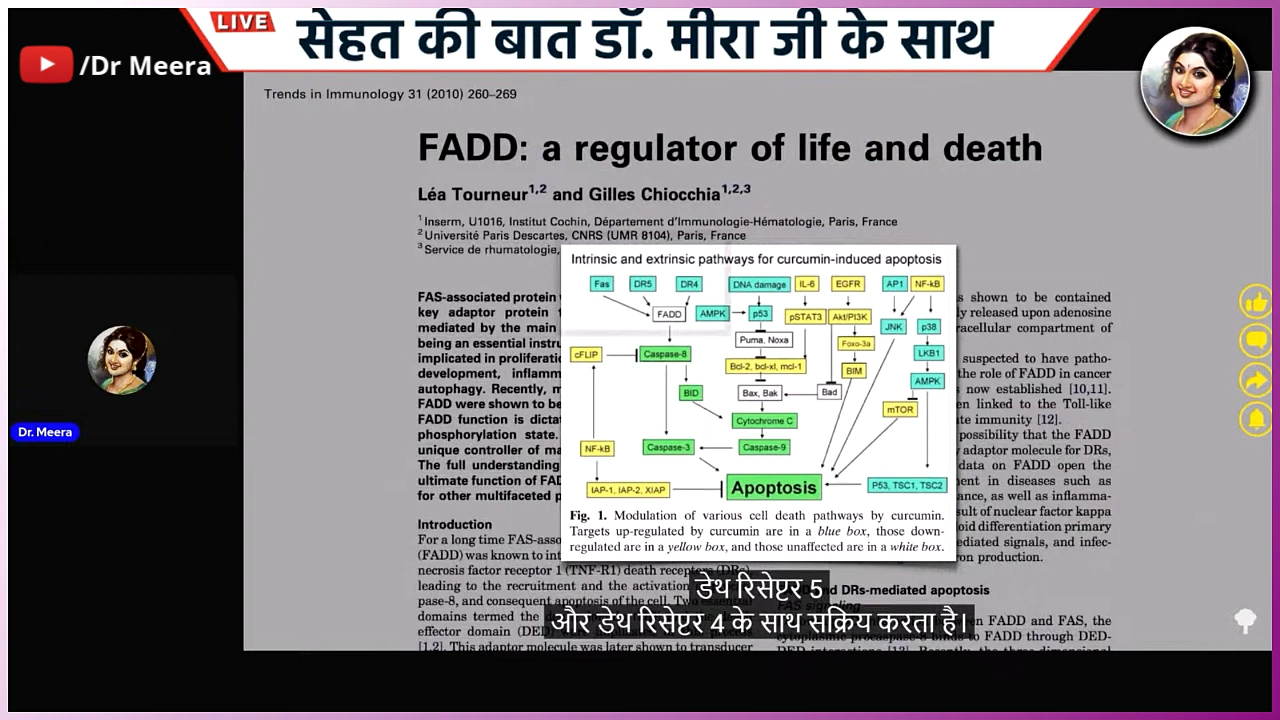 LIVE
सेहत की बात डॉ. मीरा जी के साथ
/Dr Meera
Trends in Immunology 31 (2010) 260–269
FADD: a regulator of life and death
Léa Tourneur1,2 and Gilles Chiocchia1,2,3
1 Inserm, U1016, Institut Cochin, Département d'Immunologie-Hématologie, Paris, France
2 Université Paris Descartes, CNRS (UMR 8104), Paris, France
3 Service de rhumatologie,
FAS-associated protein
key adaptor protein
mediated by the main
being an essential instru
implicated in proliferatio
development, inflamm
autophagy. Recently, m
FADD were shown to be
FADD function is dictat
phosphorylation state.
unique controller of ma
The full understanding
ultimate function of FAD
for other multifaceted p
Introduction
For a long time FAS-asso
(FADD) was known to int
necrosis factor receptor 1 (TNF-R1) death receptors (DRs)
leading to the recruitment and the activation
pase-8, and consequent apoptosis of the cell. Two essential
domains termed the
effector domain (DED)
[1,2]. This adaptor molecule was later shown to transducer
s shown to be contained
ly released upon adenosine
racellular compartment of
suspected to have patho-
the role of FADD in cancer
now established [10,11].
en linked to the Toll-like
te immunity [12].
possibility that the FADD
adaptor molecule for DRs,
data on FADD open the
ment in diseases such as
ance, as well as inflamma-
sult of nuclear factor kappa
oid differentiation primary
ediated signals, and infec-
ron production.
and DRs-mediated apoptosis
FAS signaling
en FADD and FAS, the
cytoplasmic procaspase-8 binds to FADD through DED-
DED interactions [13]. Recently, the three-dimensional
Intrinsic and extrinsic pathways for curcumin-induced apoptosis
Fas
DR5
DR4
DNA damage
IL-6
EGFR
AP1
NF-kB
FADD
AMPK
p53
pSTAT3
Akt/PI3K
JNK
p38
Puma, Noxa
Foxo-3a
cFLIP
Caspase-8
LKB1
Bcl-2, bcl-xl, mcl-1
BIM
AMPK
BID
Bax, Bak
Bad
mTOR
Cytochrome C
NF-kB
Caspase-3
Caspase-9
IAP-1, IAP-2, XIAP
Apoptosis
P53, TSC1, TSC2
Fig. 1. Modulation of various cell death pathways by curcumin.
Targets up-regulated by curcumin are in a blue box, those down-
regulated are in a yellow box, and those unaffected are in a white box.
Dr. Meera
डेथ रिसेप्टर 5
और डेथ रिसेप्टर 4 के साथ सक्रिय करता है।